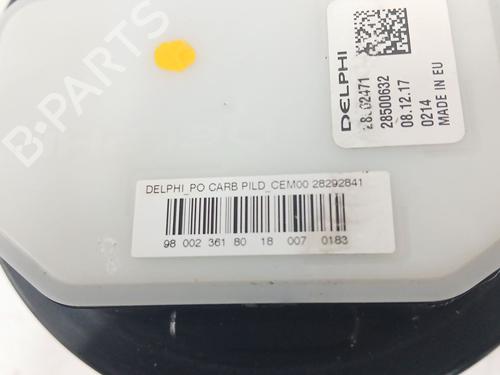 B-PARTS
DELPHI
28500632
08.12.17
0214
MADE IN EU
DELPHI_PO CARB PILD_CEM00 28292841
98 002 361 80 18 007 0183